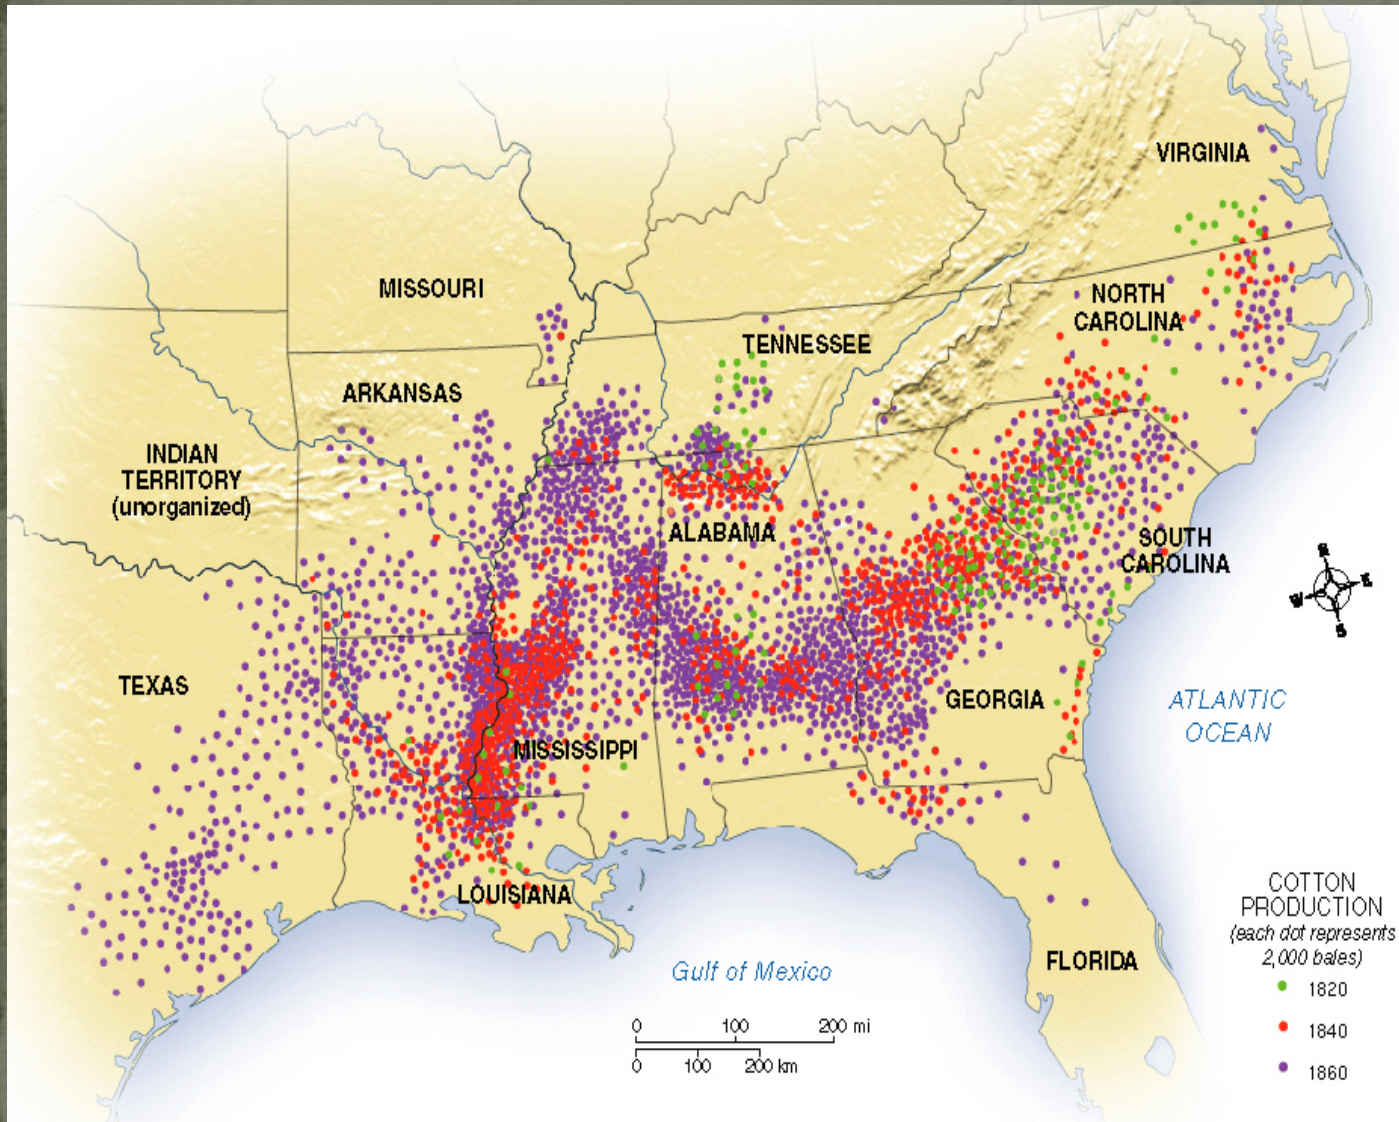 VIRGINIA
MISSOURI
NORTH
CAROLINA
TENNESSEE
ARKANSAS
INDIAN
TERRITORY
(unorganized)
ALABAMA
SOUTH
CAROLINA
N
W
E
S
TEXAS
GEORGIA
ATLANTIC
OCEAN
MISSISSIPPI
LOUISIANA
COTTON
PRODUCTION
(each dot represents
2,000 bales)
FLORIDA
Gulf of Mexico
1820
0 100 200 mi
1840
0 100 200 km
1860